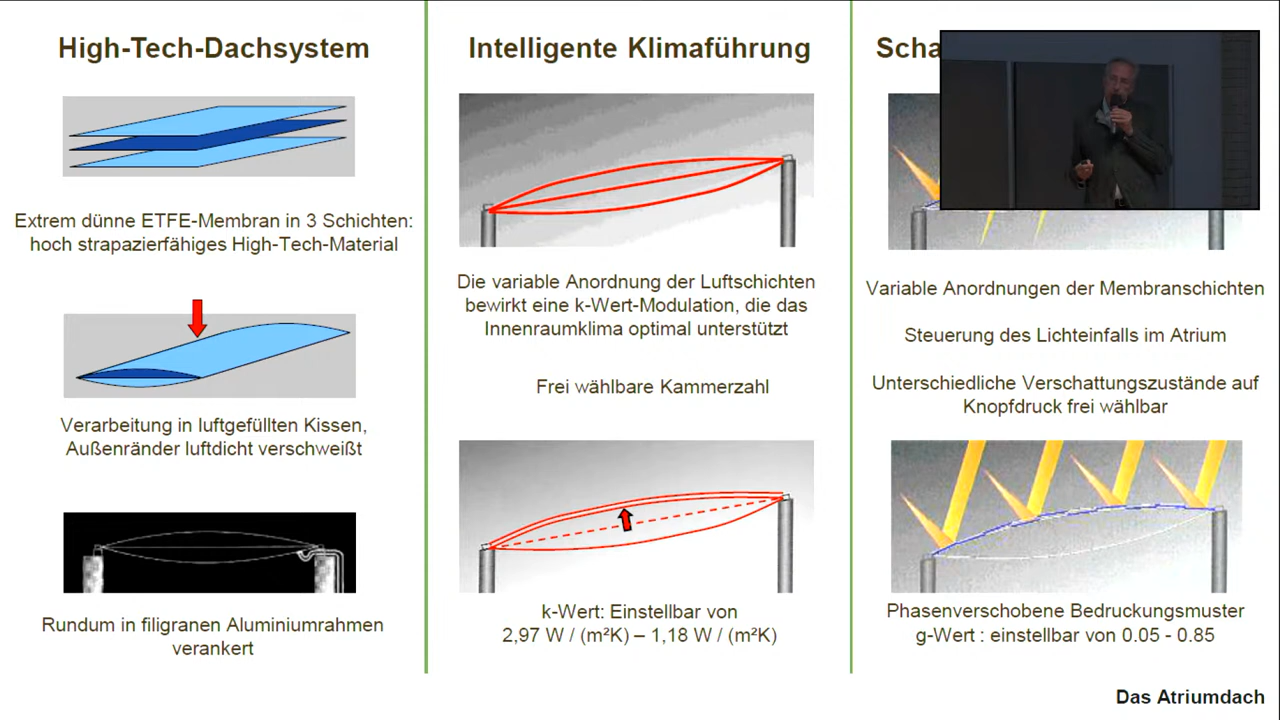 High-Tech-Dachsystem
Extrem dünne ETFE-Membran in 3 Schichten:
hoch strapazierfähiges High-Tech-Material
Verarbeitung in luftgefüllten Kissen,
Außenränder luftdicht verschweißt
Rundum in filigranen Aluminiumrahmen
verankert
Intelligente Klimaführung
Die variable Anordnung der Luftschichten
bewirkt eine k-Wert-Modulation, die das
Innenraumklima optimal unterstützt
Frei wählbare Kammerzahl
k-Wert: Einstellbar von
2,97 W / (m²K) – 1,18 W / (m²K)
Variable Anordnungen der Membranschichten
Steuerung des Lichteinfalls im Atrium
Unterschiedliche Verschattungszustände auf
Knopfdruck frei wählbar
Phasenverschobene Bedruckungsmuster
g-Wert : einstellbar von 0.05 - 0.85
Das Atriumdach